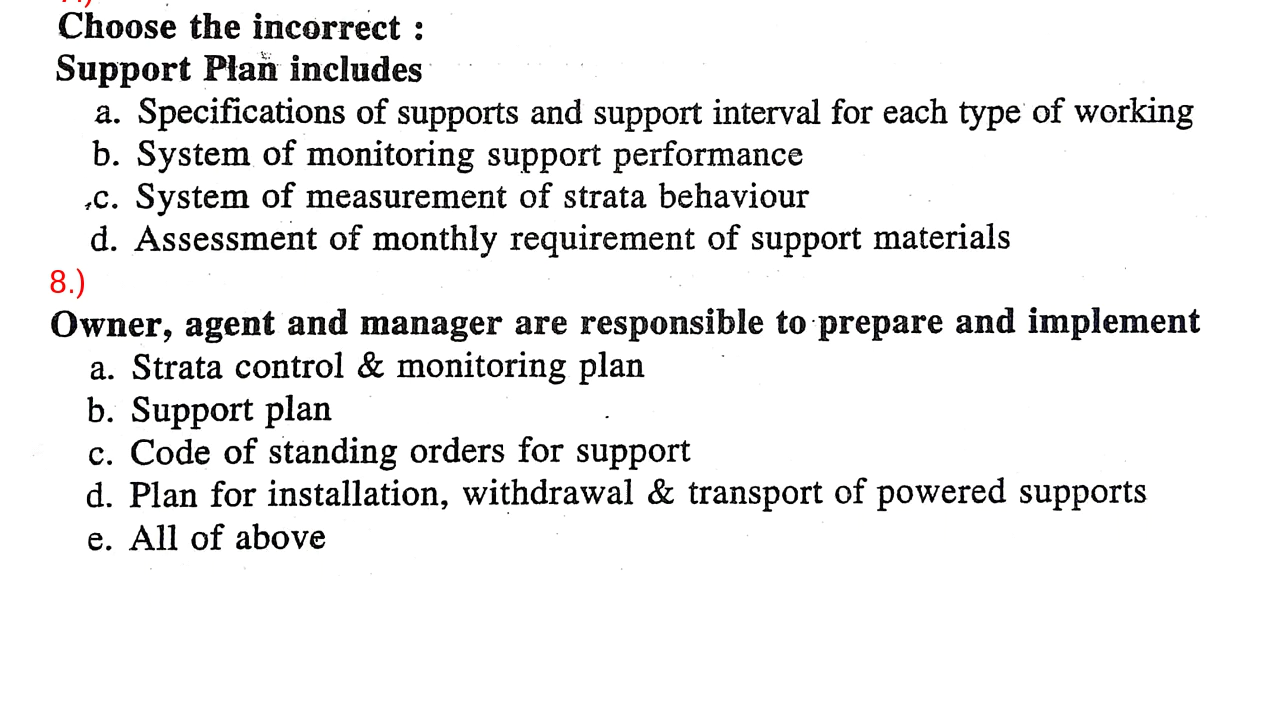 Choose the incorrect :
Support Plan includes
a. Specifications of supports and support interval for each type of working
b. System of monitoring support performance
c. System of measurement of strata behaviour
d. Assessment of monthly requirement of support materials
8.)
Owner, agent and manager are responsible to prepare and implement
a. Strata control & monitoring plan
b. Support plan
c. Code of standing orders for support
d. Plan for installation, withdrawal & transport of powered supports
e. All of above